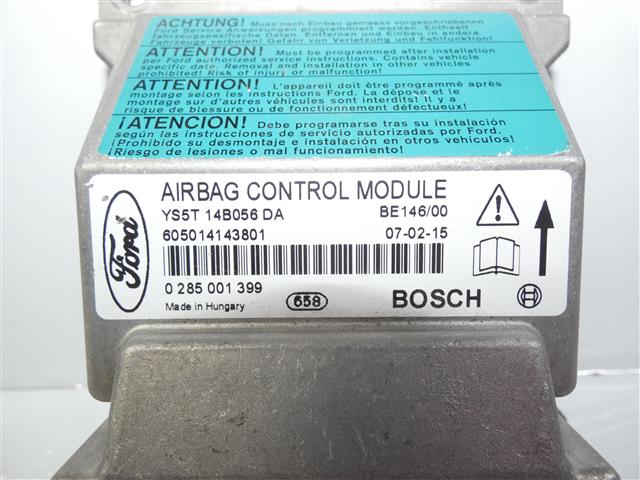 ACHTUNG! Muss nach Einbau gemaess vorgeschriebenen
Ford Service Anweisungen programmiert werden. Enthaelt
fahrzeugspezifische Daten. Entfernen und Einbau in andere
Fahrzeuge verboten! Gefahr von Verletzung oder Fehlfunktion!
ATTENTION! Must be programmed after installation
per Ford authorized service instructions. Contains vehicle
specific data. Removal and installation in other vehicles
prohibited! Risk of injury or malfunction!
ATTENTION! L'appareil doit être programmé après
montage selon les instructions Ford. La dépose et le
montage sur d'autres véhicules sont interdits! Il y a
risque de blessure ou de fonctionnement défectueux!
¡ATENCION! Debe programarse tras su instalación
según las instrucciones de servicio autorizadas por Ford.
¡Prohibido su desmontaje e instalación en otros vehículos!
¡Riesgo de lesiones o mal funcionamiento!
Ford
AIRBAG CONTROL MODULE
YS5T 14B056 DA BE146/00
605014143801 07-02-15
0 285 001 399
Made in Hungary 658 BOSCH